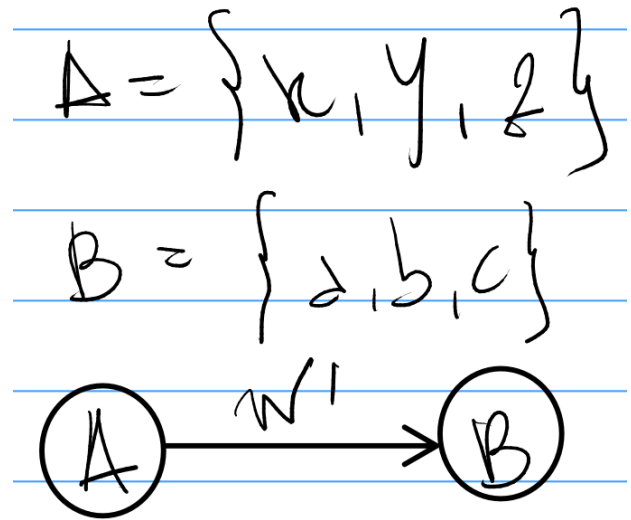 A = {x, y, z}
B = {a, b, c}
W1
A B